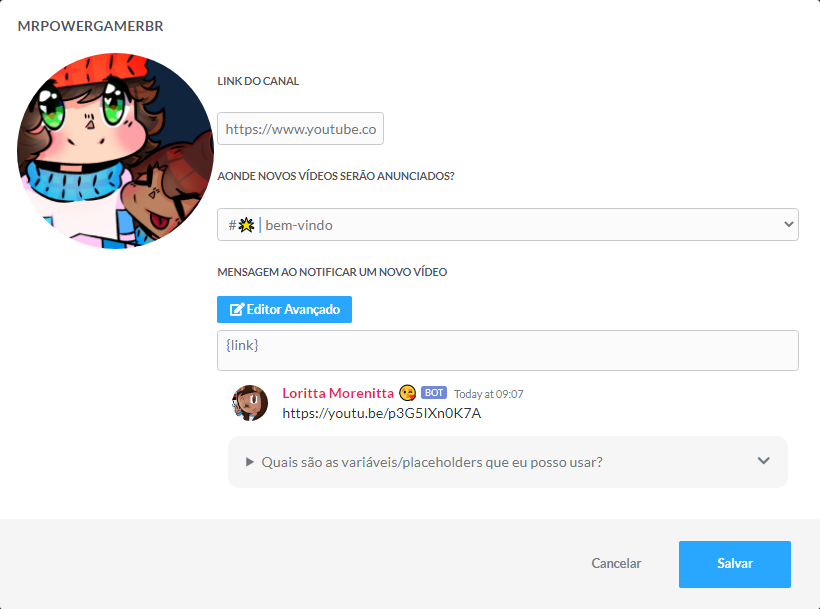 MRPOWERGAMERBR
LINK DO CANAL
https://www.youtube.co
AONDE NOVOS VÍDEOS SERÃO ANUNCIADOS?
#🌟 | bem-vindo
MENSAGEM AO NOTIFICAR UM NOVO VÍDEO
Editor Avançado
{link}
Loritta Morenitta 😘 BOT Today at 09:07
https://youtu.be/p3G5IXn0K7A
Quais são as variáveis/placeholders que eu posso usar?
Cancelar
Salvar